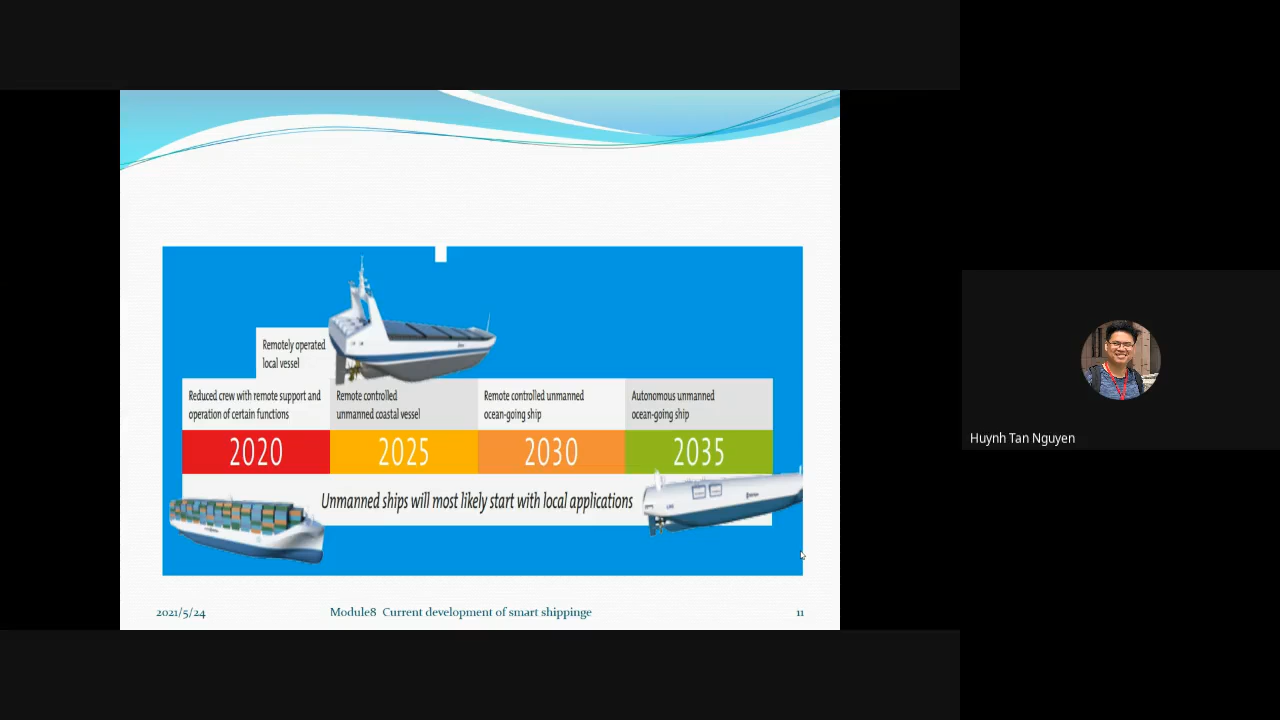 Remotely operated
local vessel
Reduced crew with remote support and
operation of certain functions
Remote controlled
unmanned coastal vessel
Remote controlled unmanned
ocean-going ship
Autonomous unmanned
ocean-going ship
2020
2025
2030
2035
Unmanned ships will most likely start with local applications
2021/5/24
Module8 Current development of smart shippinge
11
Huynh Tan Nguyen